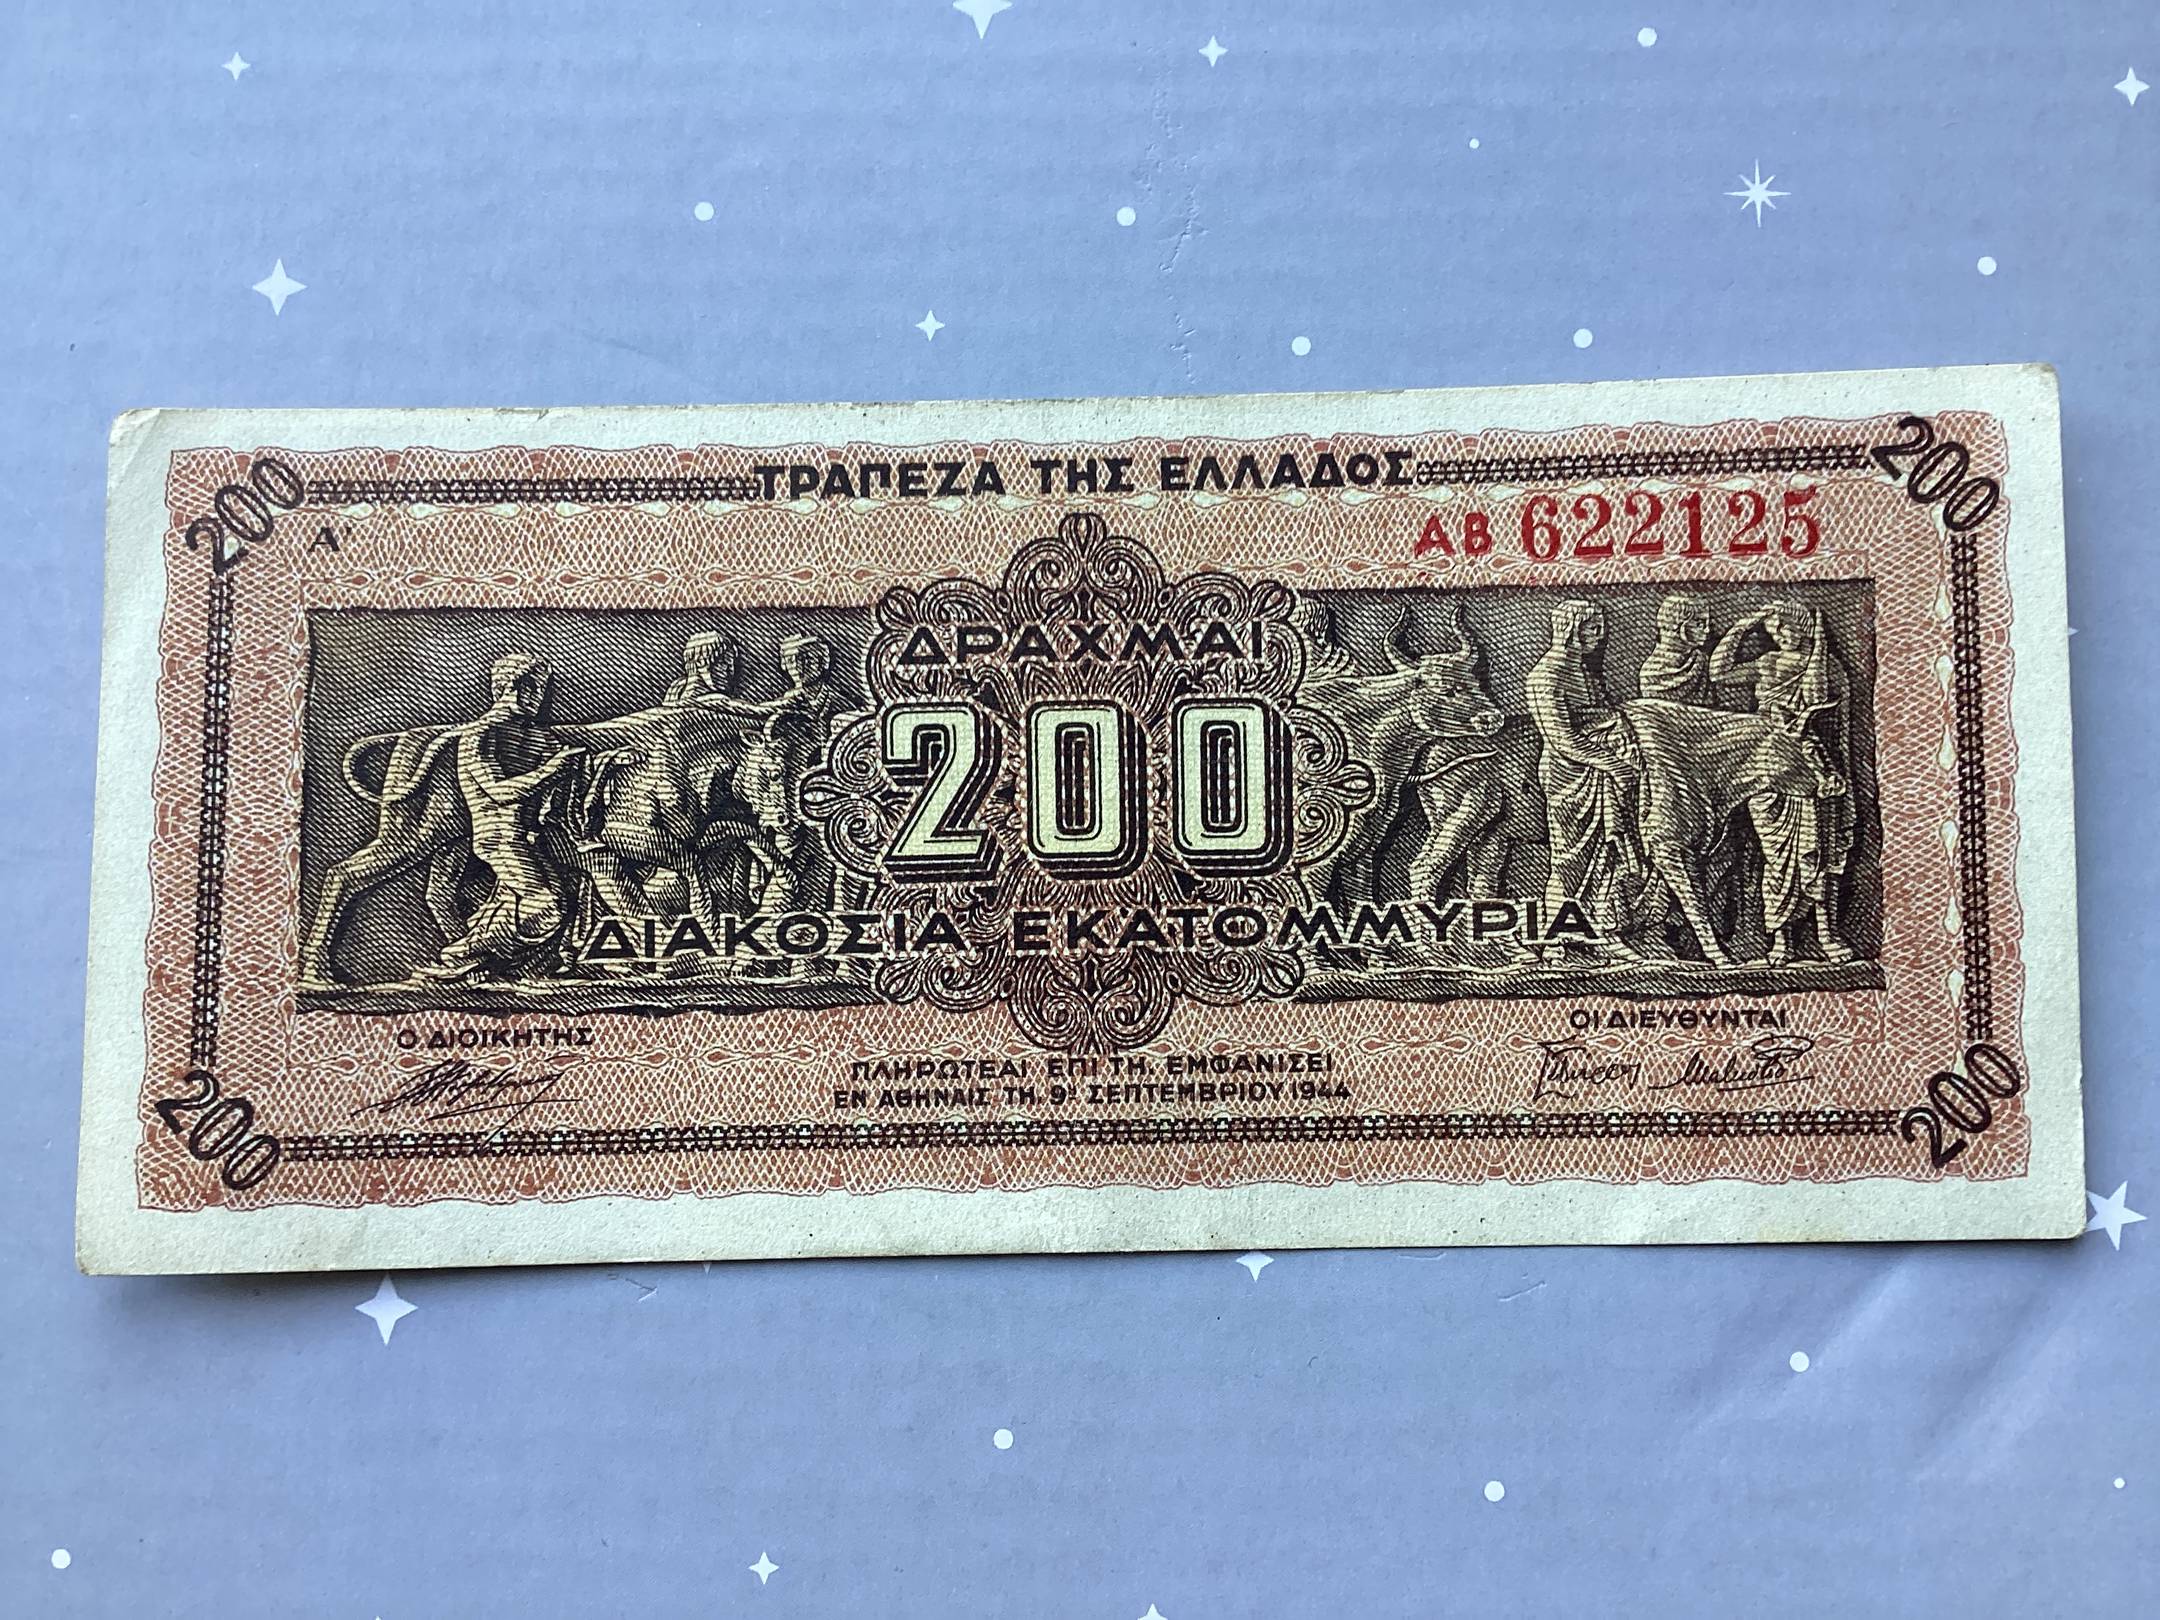 200 ΤΡΑΠΕΖΑ ΤΗΣ ΕΛΛΑΔΟΣ 200
Α' ΑΒ 622125
ΔΡΑΧΜΑΙ
200
ΔΙΑΚΟΣΙΑ ΕΚΑΤΟΜΜΥΡΙΑ
Ο ΔΙΟΙΚΗΤΗΣ ΟΙ ΔΙΕΥΘΥΝΤΑΙ
ΠΛΗΡΩΤΕΑΙ ΕΠΙ ΤΗ. ΕΜΦΑΝΙΣΕΙ
ΕΝ ΑΘΗΝΑΙΣ ΤΗ. 9ῃ ΣΕΠΤΕΜΒΡΙΟΥ 1944
200 200